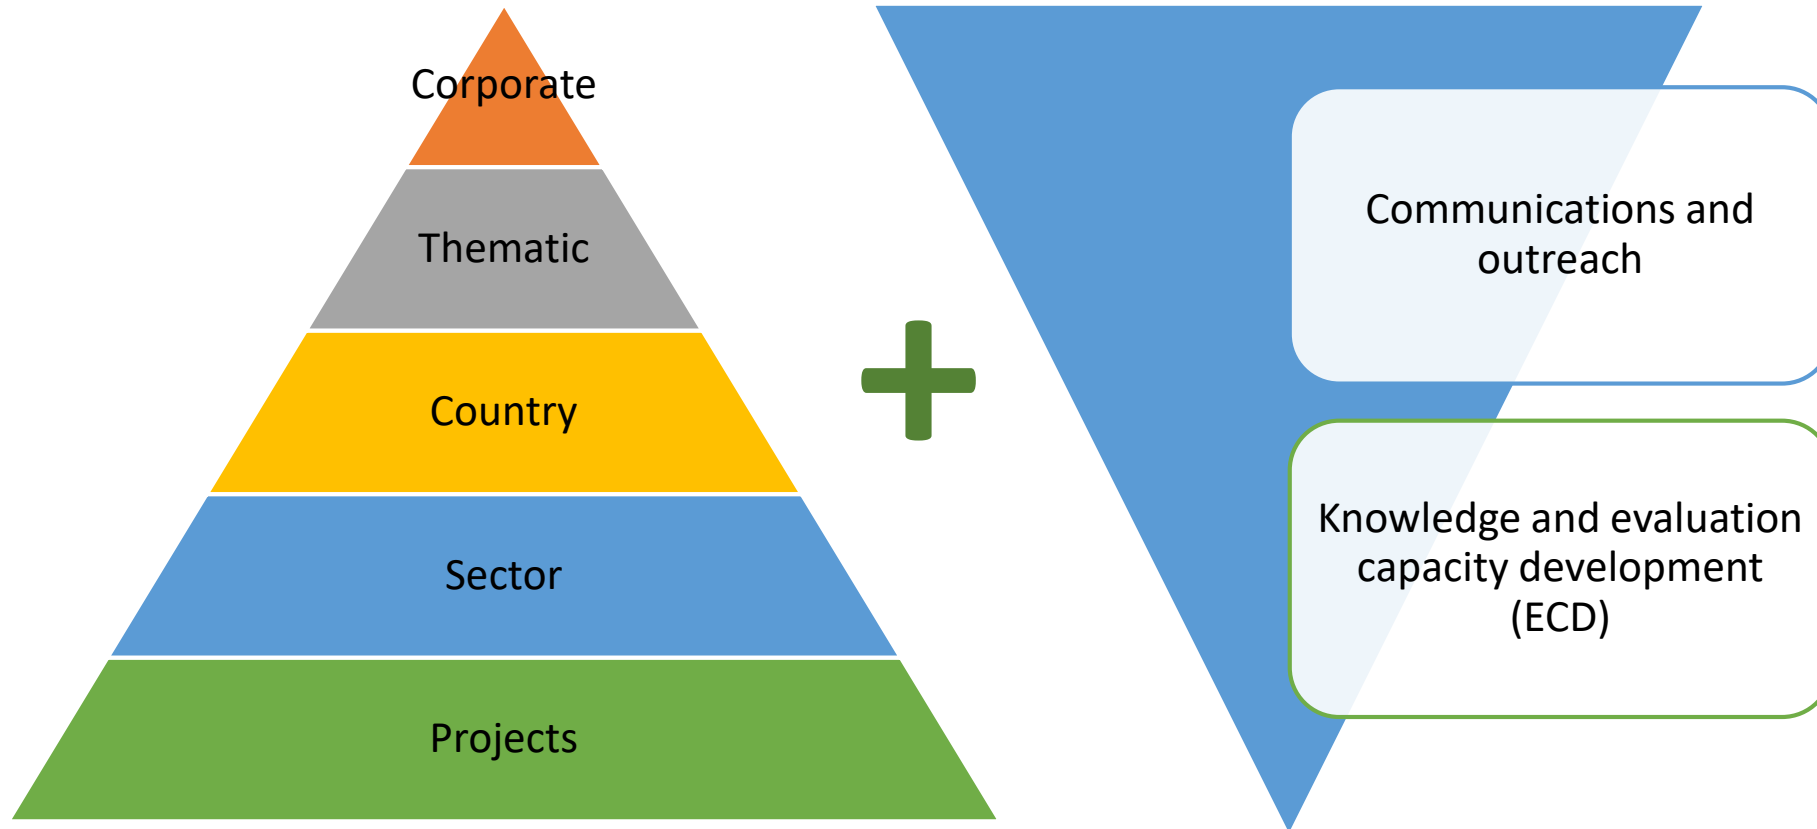 Corporate
Thematic
Country
Sector
Projects
Communications and
outreach
Knowledge and evaluation
capacity development
(ECD)